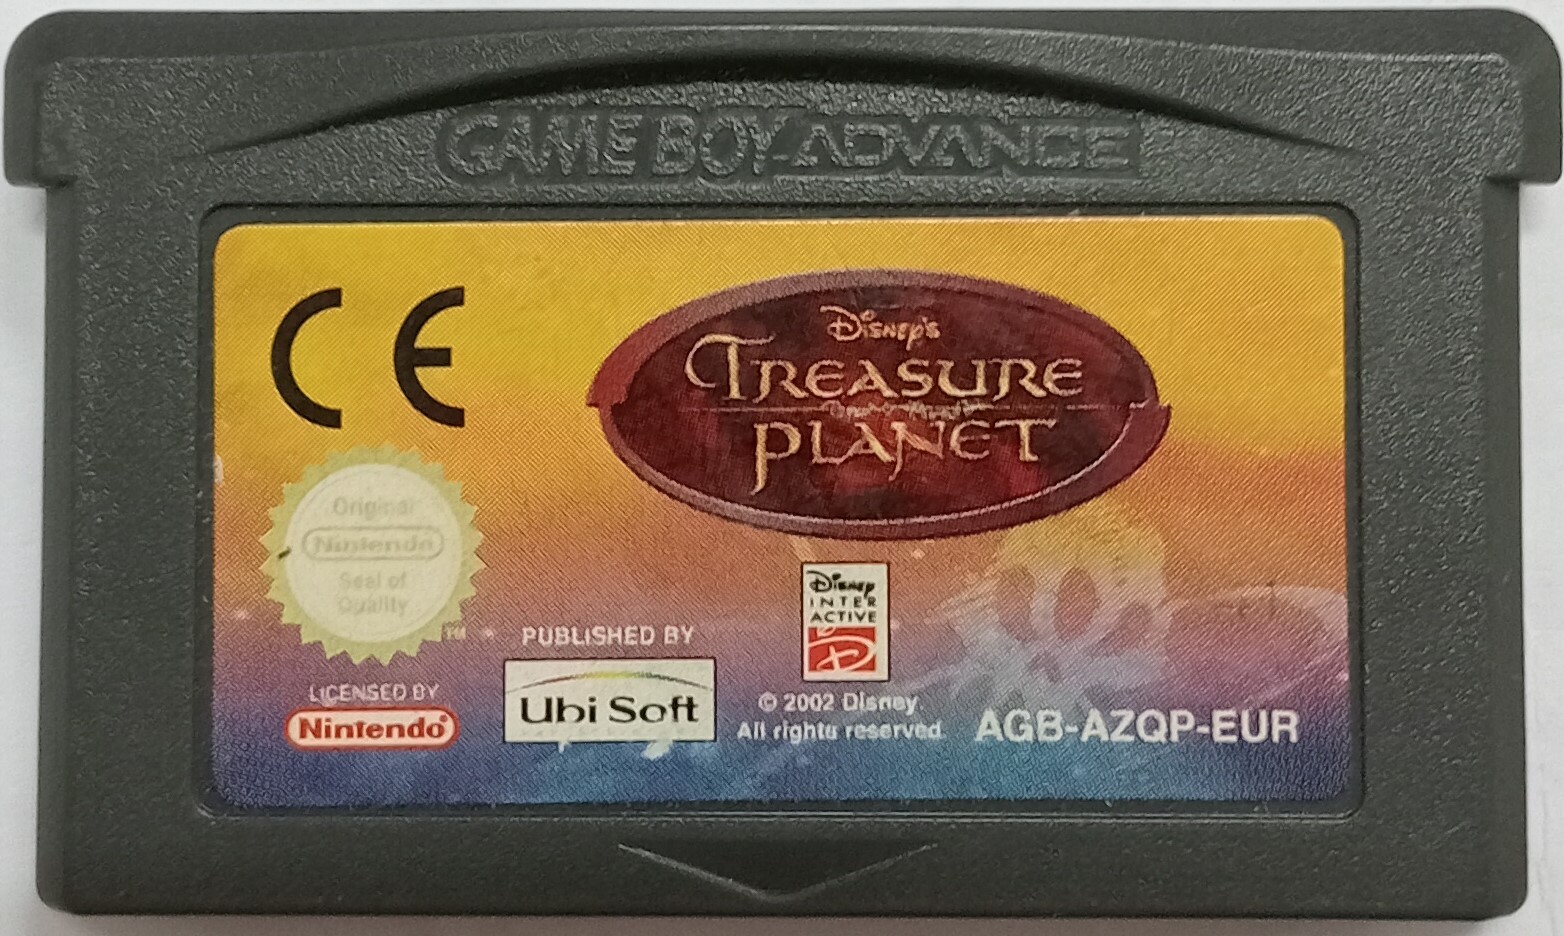 GAME BOY ADVANCE
CE
Disney's
TREASURE
PLANET
Original
Nintendo
Seal of
Quality
TM
LICENSED BY
Nintendo
PUBLISHED BY
Ubi Soft
Disney
INTER
ACTIVE
D
© 2002 Disney.
All rights reserved
AGB-AZQP-EUR